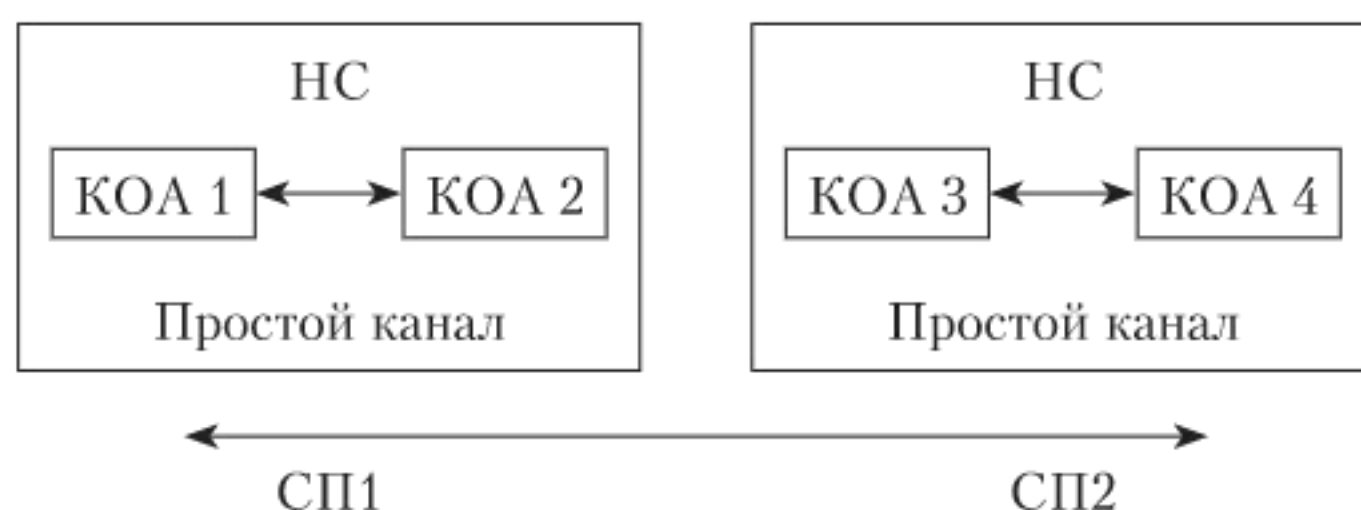 НС НС
КОА 1 КОА 2 КОА 3 КОА 4
Простой канал Простой канал
СП1 СП2